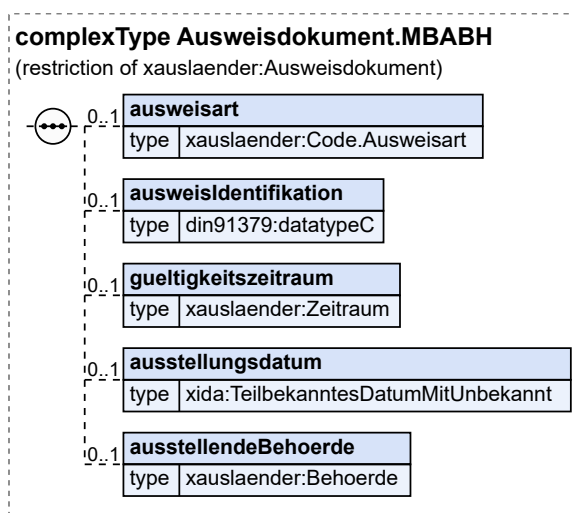 complexType Ausweisdokument.MBABH
(restriction of xauslaender:Ausweisdokument)
0..1 ausweisart
type xauslaender:Code.Ausweisart
0..1 ausweisIdentifikation
type din91379:datatypeC
0..1 gueltigkeitszeitraum
type xauslaender:Zeitraum
0..1 ausstellungsdatum
type xida:TeilbekanntesDatumMitUnbekannt
0..1 ausstellendeBehoerde
type xauslaender:Behoerde